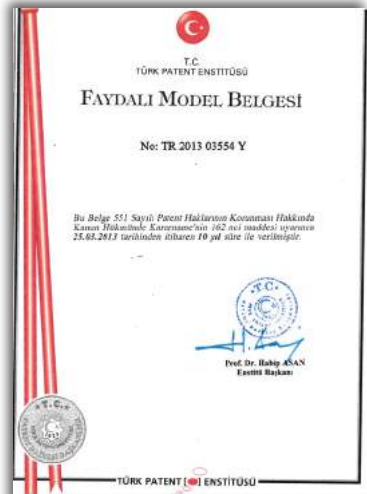 T.C.
TÜRK PATENT ENSTİTÜSÜ
FAYDALI MODEL BELGESİ
No: TR 2013 03554 Y
Bu Belge 551 Sayılı Patent Haklarının Korunması Hakkında
Kanun Hükmünde Kararname'nin 162 nci maddesi uyarınca
25.03.2013 tarihinden itibaren 10 yıl süre ile verilmiştir.
T.C.
Prof. Dr. Habip ASAN
Enstitü Başkanı
T.C.
TÜRK PATENT ENSTİTÜSÜ